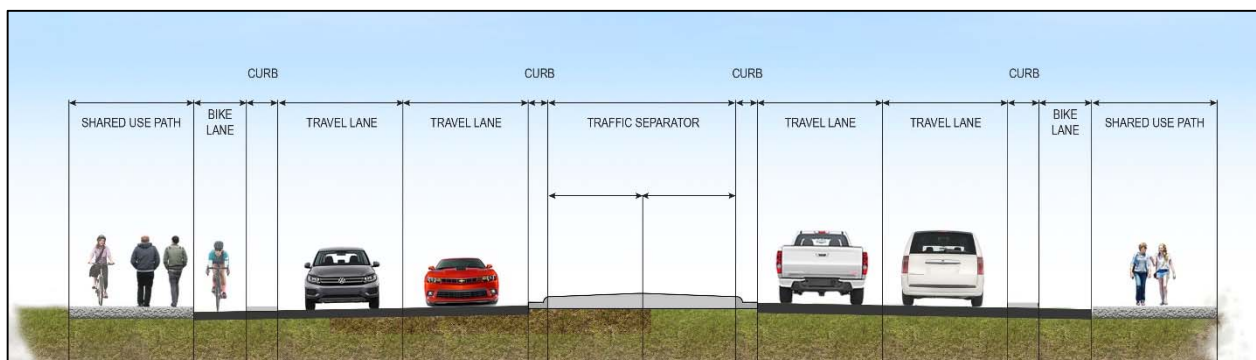 CURB
CURB
CURB
CURB
SHARED USE PATH
BIKE
LANE
TRAVEL LANE
TRAVEL LANE
TRAFFIC SEPARATOR
TRAVEL LANE
TRAVEL LANE
BIKE
LANE
SHARED USE PATH